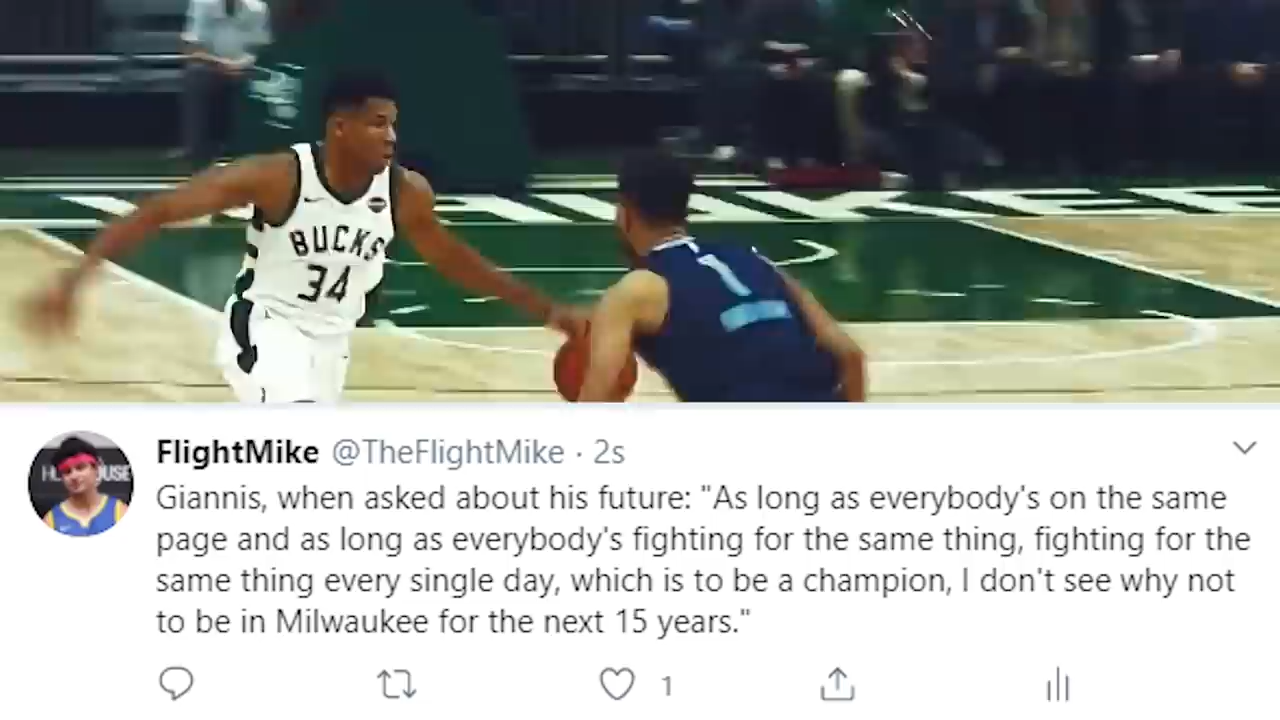 AUKEE
BUCKS
34
1
FlightMike @TheFlightMike · 2s
Giannis, when asked about his future: "As long as everybody's on the same
page and as long as everybody's fighting for the same thing, fighting for the
same thing every single day, which is to be a champion, I don't see why not
to be in Milwaukee for the next 15 years."
1